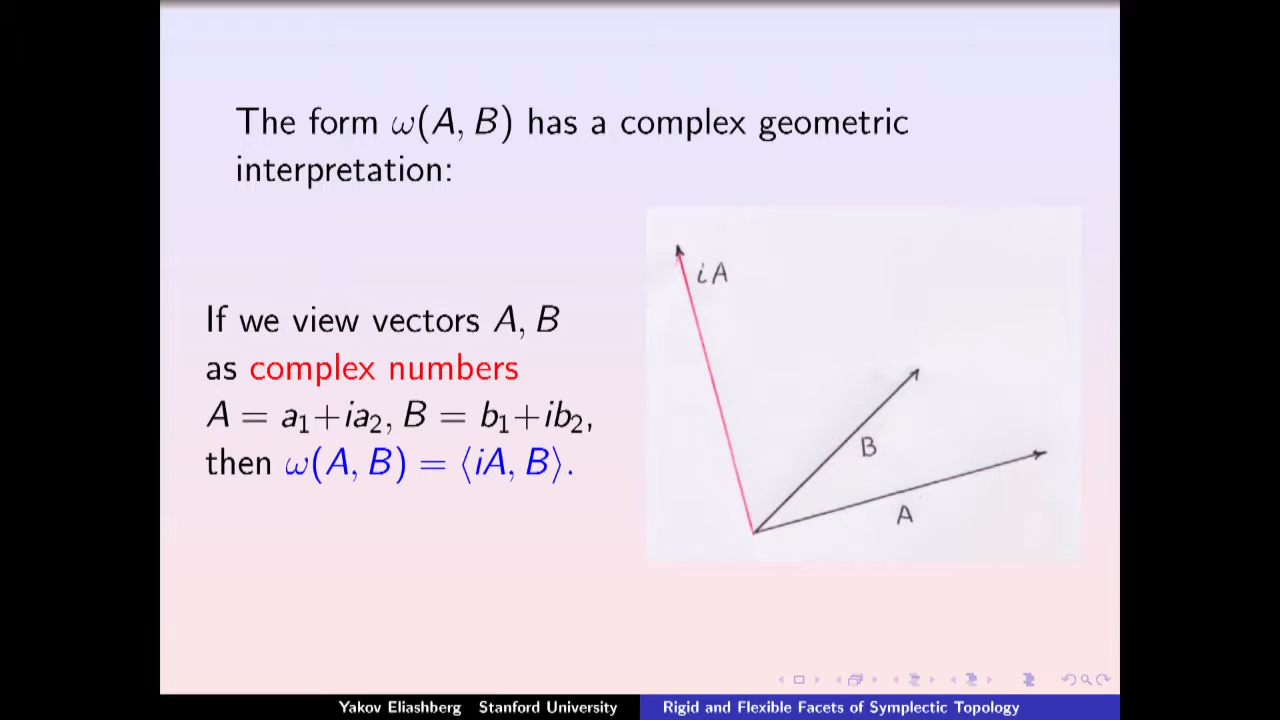 The form ω(A, B) has a complex geometric
interpretation:
If we view vectors A, B
as complex numbers
A = a₁+ia₂, B = b₁+ib₂,
then ω(A, B) = ⟨iA, B⟩.
iA
B
A
Yakov Eliashberg Stanford University
Rigid and Flexible Facets of Symplectic Topology